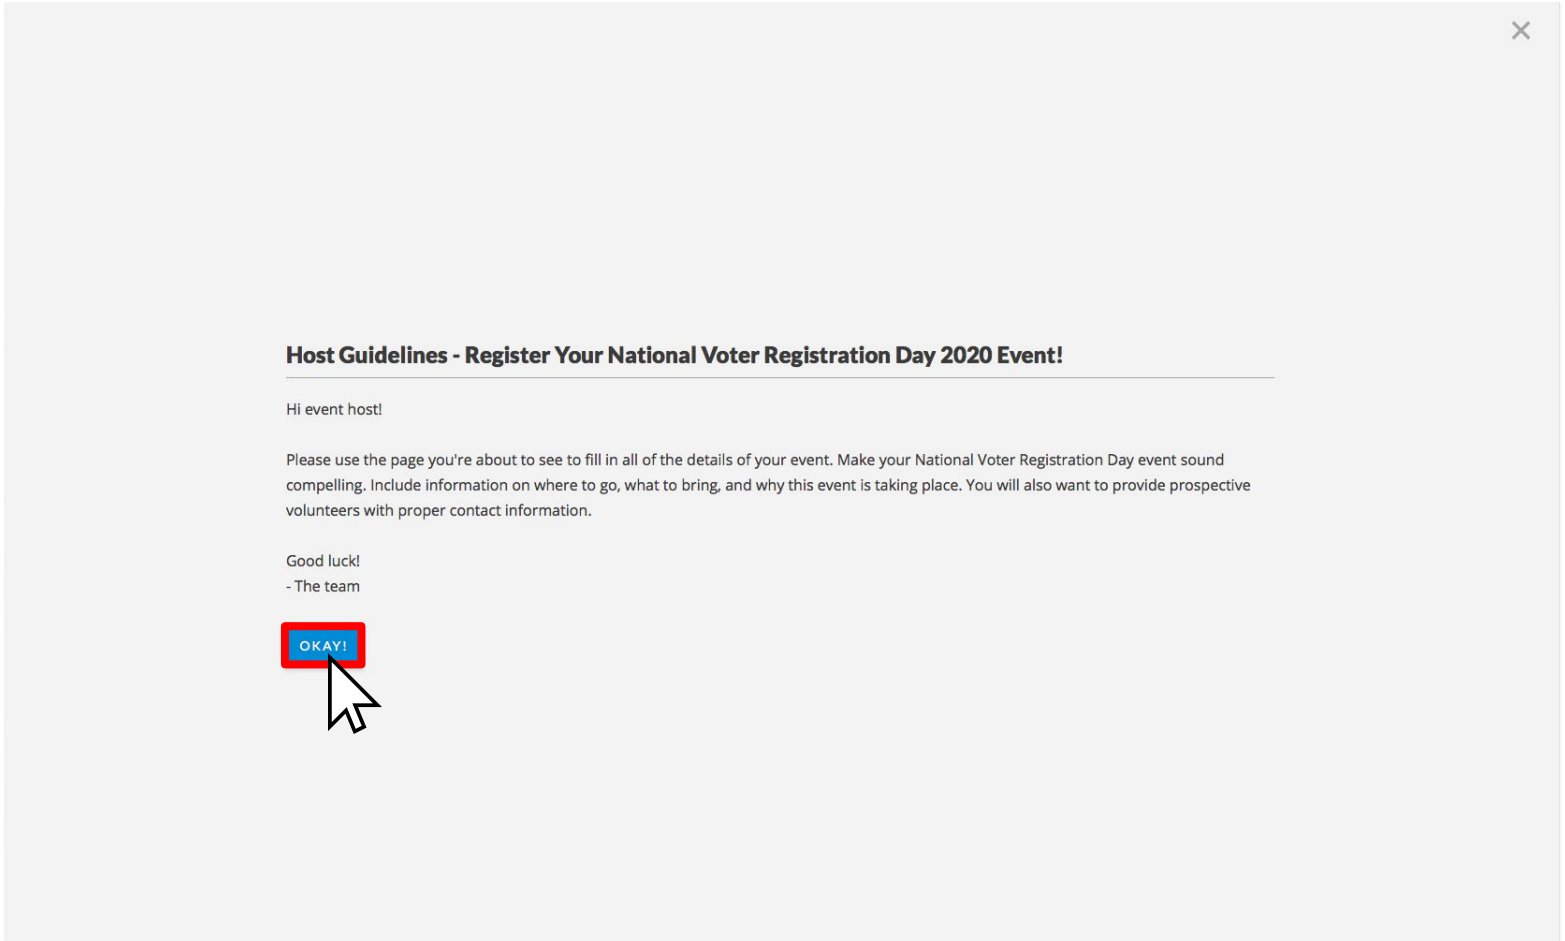 Host Guidelines - Register Your National Voter Registration Day 2020 Event!
Hi event host!
Please use the page you're about to see to fill in all of the details of your event. Make your National Voter Registration Day event sound
compelling. Include information on where to go, what to bring, and why this event is taking place. You will also want to provide prospective
volunteers with proper contact information.
Good luck!
- The team
OKAY!